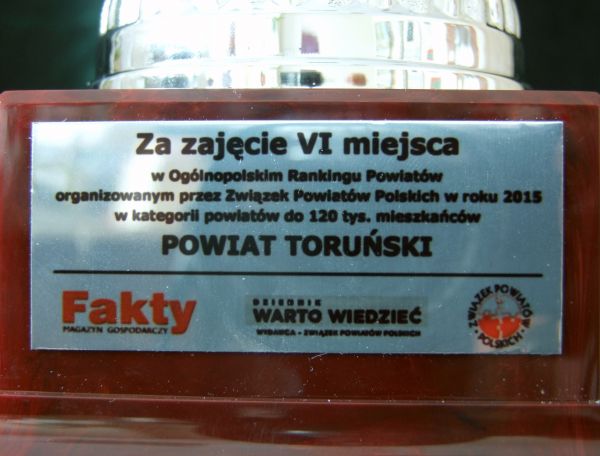 Za zajęcie VI miejsca
w Ogólnopolskim Rankingu Powiatów
organizowanym przez Związek Powiatów Polskich w roku 2015
w kategorii powiatów do 120 tys. mieszkańców
POWIAT TORUŃSKI
Fakty
MAGAZYN GOSPODARCZY
DZIENNIK
WARTO WIEDZIEĆ
WYDAWCA - ZWIĄZEK POWIATÓW POLSKICH
ZWIĄZEK POWIATÓW POLSKICH